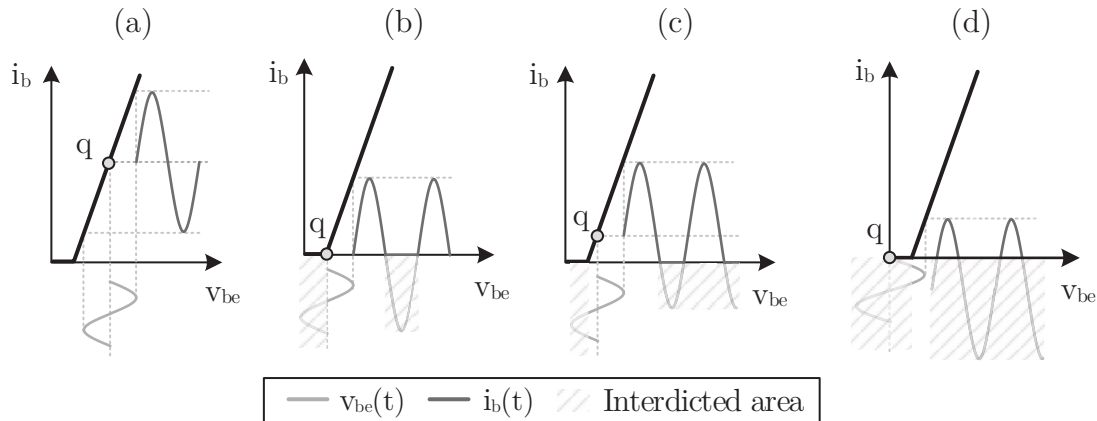 (a) (b) (c) (d)
i_b i_b i_b i_b
q q q q
v_be v_be v_be v_be
v_be(t) i_b(t) Interdicted area